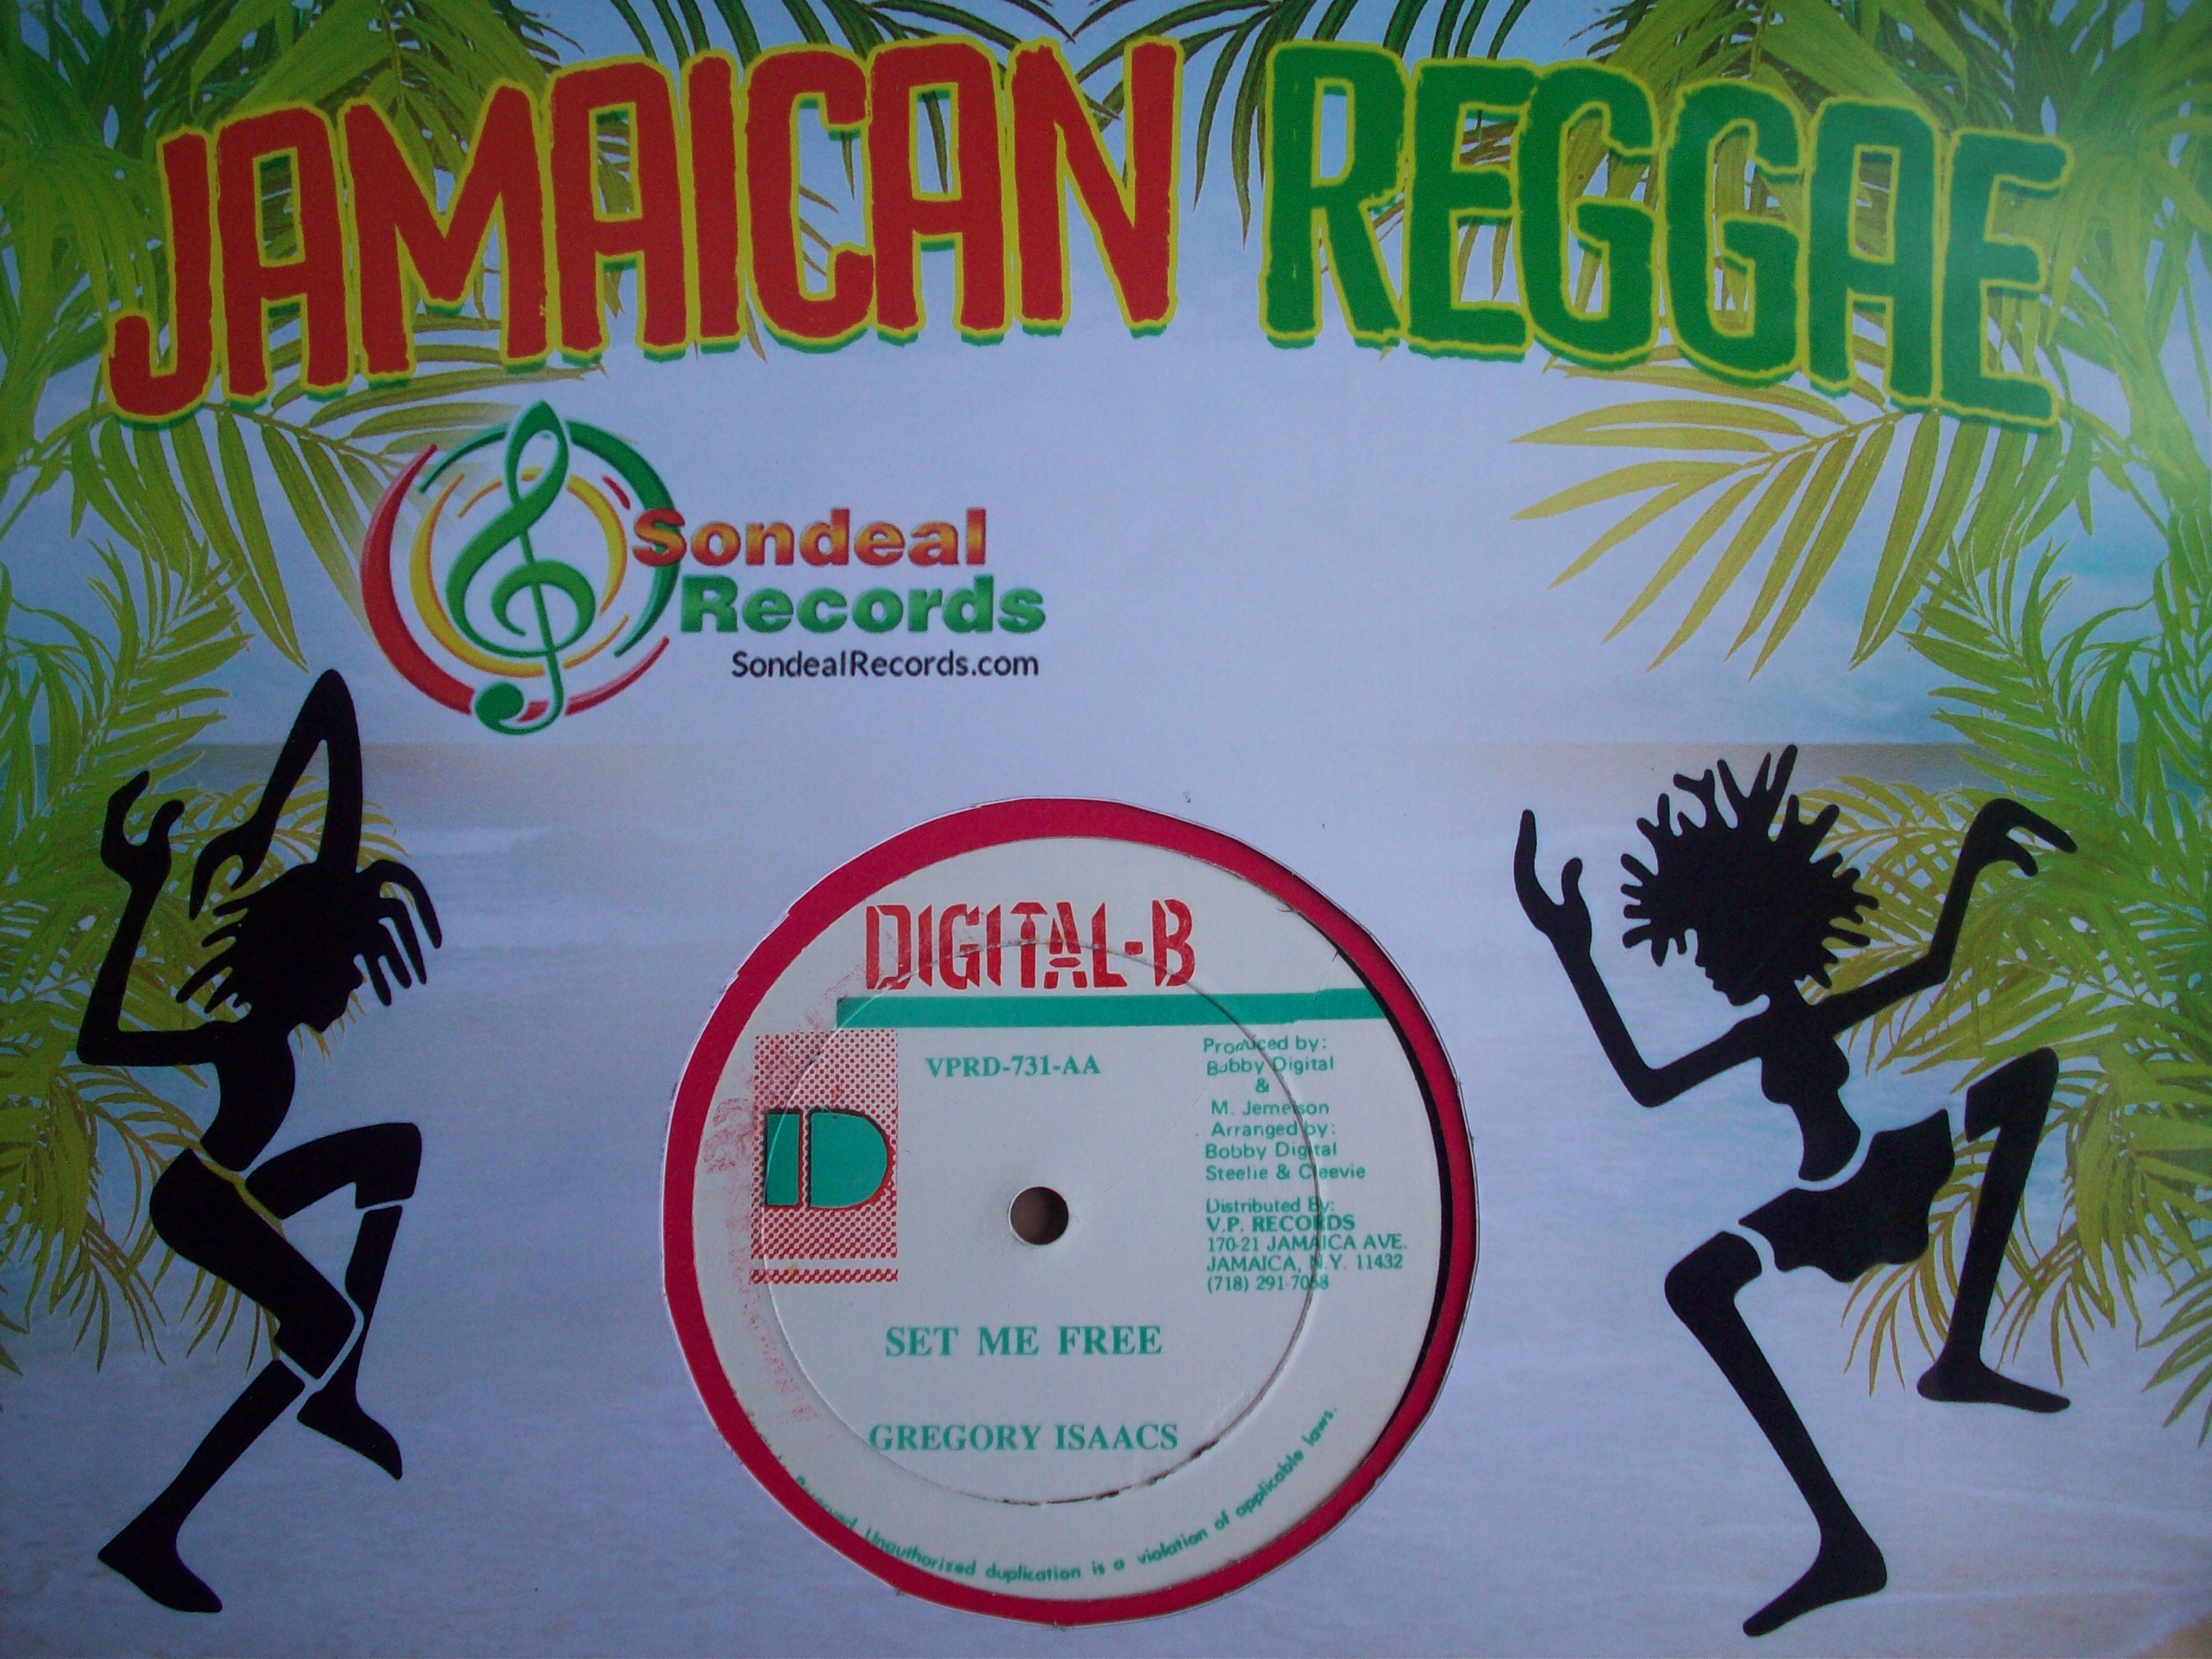 JAMAICAN REGGAE
Sondeal
Records
SondealRecords.com
DIGITAL-B
VPRD-731-AA
Produced by:
Bobby Digital
&
M. Jemerson
Arranged by:
Bobby Digital
Steelie & Cleevie
Distributed By:
V.P. RECORDS
170-21 JAMAICA AVE.
JAMAICA, N.Y. 11432
(718) 291-7058
D
SET ME FREE
GREGORY ISAACS
Reserved. Unauthorized duplication is a violation of applicable laws.